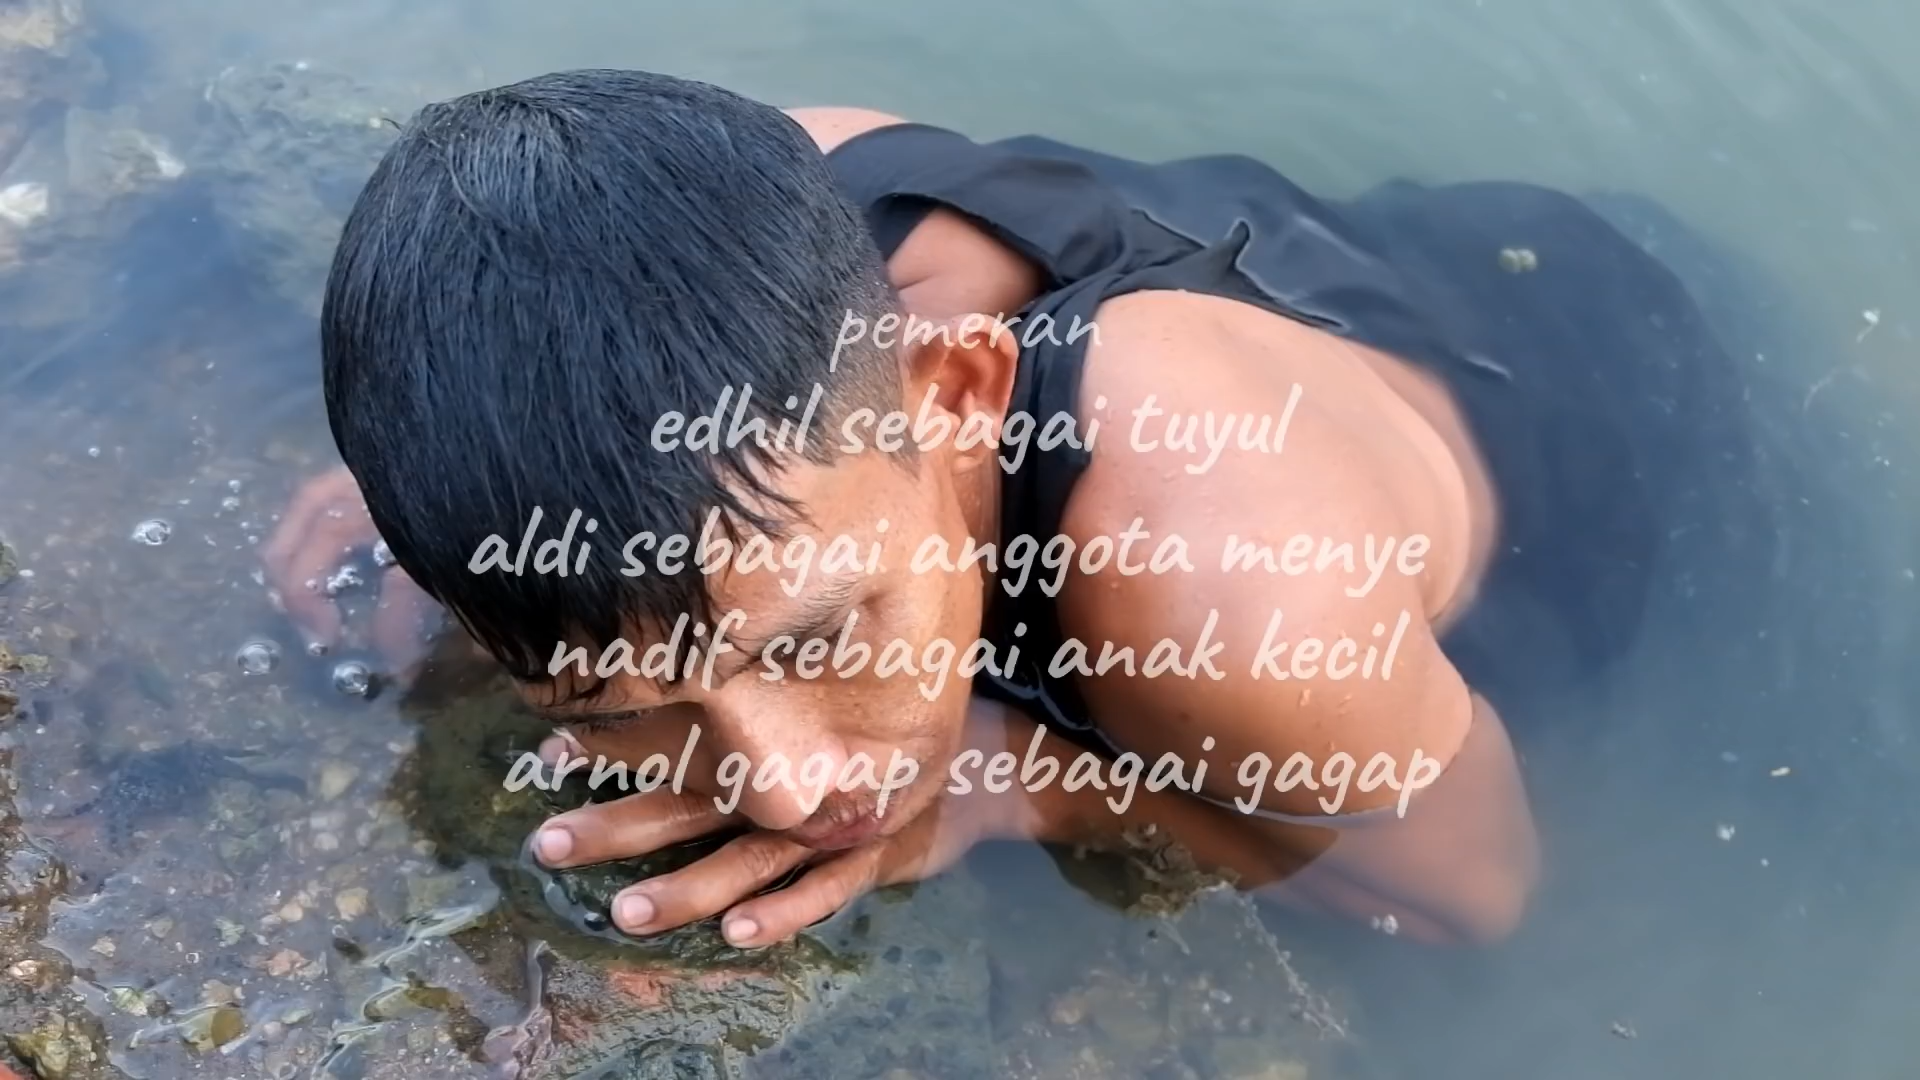 pemeran
edhil sebagai tuyul
aldi sebagai anggota menye
nadif sebagai anak kecil
arnol gagap sebagai gagap